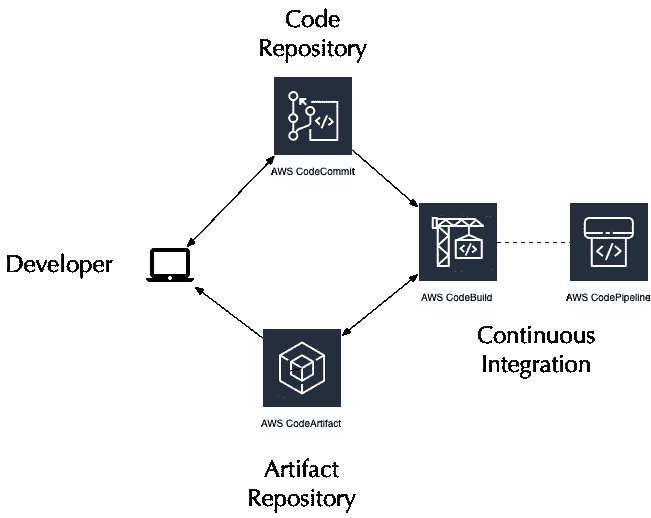 Code
Repository
AWS CodeCommit
Developer
AWS CodeBuild
AWS CodePipeline
Continuous
Integration
AWS CodeArtifact
Artifact
Repository